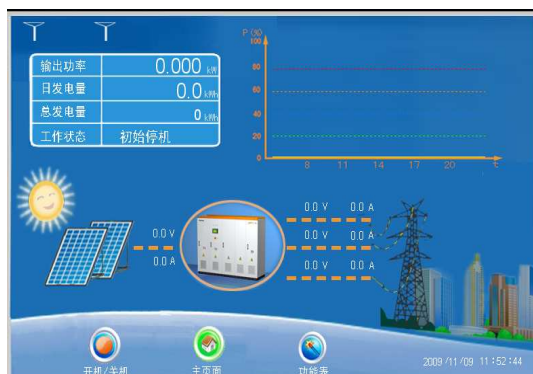 P (%)
100
80
60
40
20
0
8 11 14 17 20 t
输出功率 0.000 kW
日发电量 0.0 kWh
总发电量 0 kWh
工作状态 初始停机
0.0 V
0.0 A
0.0 V 0.0 A
0.0 V 0.0 A
0.0 V 0.0 A
开机/关机
主页面
功能表
2009/11/09 11:52:44